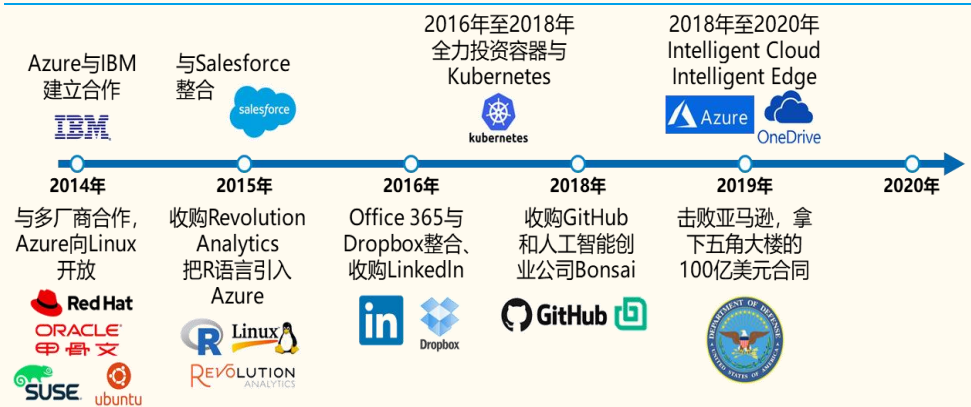 Azure与IBM
建立合作
IBM
与Salesforce
整合
salesforce
2016年至2018年
全力投资容器与
Kubernetes
kubernetes
2018年至2020年
Intelligent Cloud
Intelligent Edge
Azure
OneDrive
2014年
2015年
2016年
2018年
2019年
2020年
与多厂商合作，
Azure向Linux
开放
Red Hat
ORACLE
甲骨文
SUSE
ubuntu
收购Revolution
Analytics
把R语言引入
Azure
R
Linux
REVOLUTION
ANALYTICS
Office 365与
Dropbox整合、
收购LinkedIn
in
Dropbox
收购GitHub
和人工智能创
业公司Bonsai
GitHub
击败亚马逊，拿
下五角大楼的
100亿美元合同
DEPARTMENT OF DEFENSE
UNITED STATES OF AMERICA